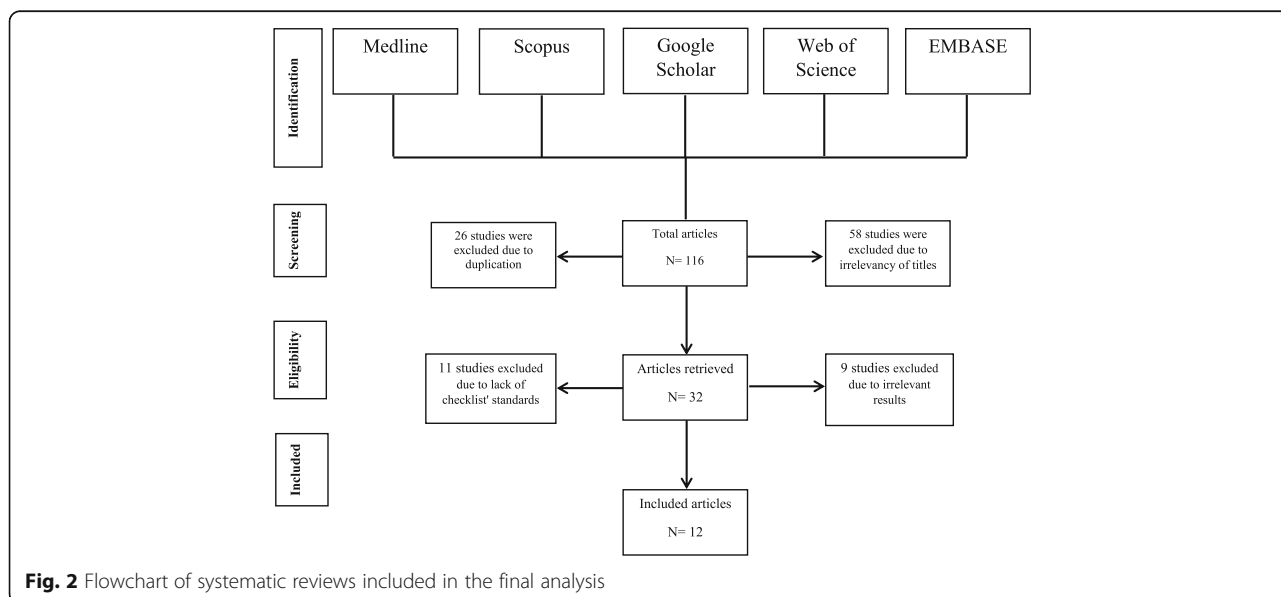 Identification
Medline
Scopus
Google
Scholar
Web of
Science
EMBASE
Screening
26 studies were
excluded due to
duplication
Total articles
N= 116
58 studies were
excluded due to
irrelevancy of titles
Eligibility
11 studies excluded
due to lack of
checklist' standards
Articles retrieved
N= 32
9 studies excluded
due to irrelevant
results
Included
Included articles
N= 12
Fig. 2 Flowchart of systematic reviews included in the final analysis